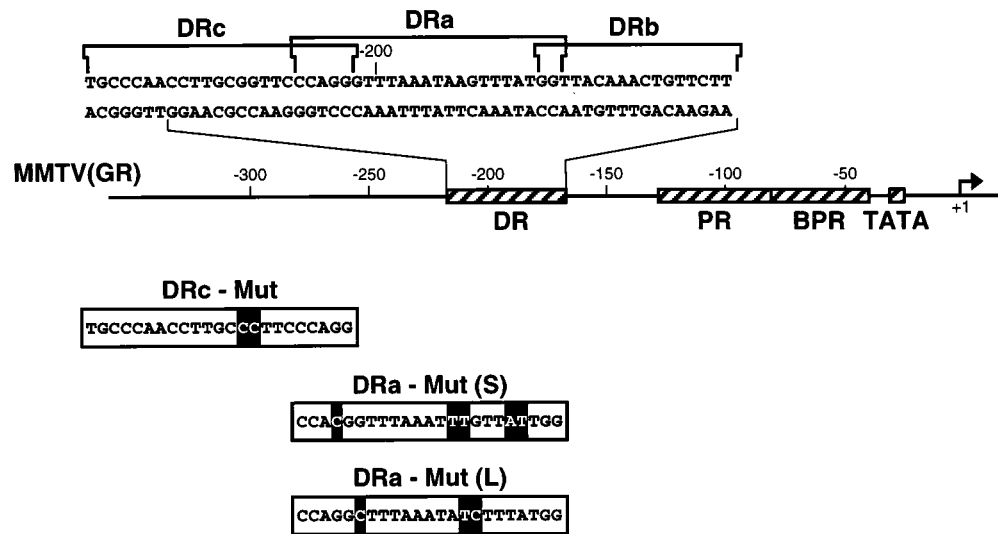 DRc DRa DRb
-200
TGCCCAACCTTGCGGTTCCCAGGGTTTAAATAAGTTTATGGTTACAAACTGTTCTT
ACGGGTTGGAACGCCAAGGGTCCCAAATTTATTCAAATACCAATGTTTGACAAGAA
MMTV(GR) -300 -250 -200 -150 -100 -50 +1
DR PR BPR TATA
DRc - Mut
TGCCCAACCTTGCCCTTCCCAGG
DRa - Mut (S)
CCACGGTTTAAATTTGTTATTGG
DRa - Mut (L)
CCAGGCTTTAAATATCTTTATGG